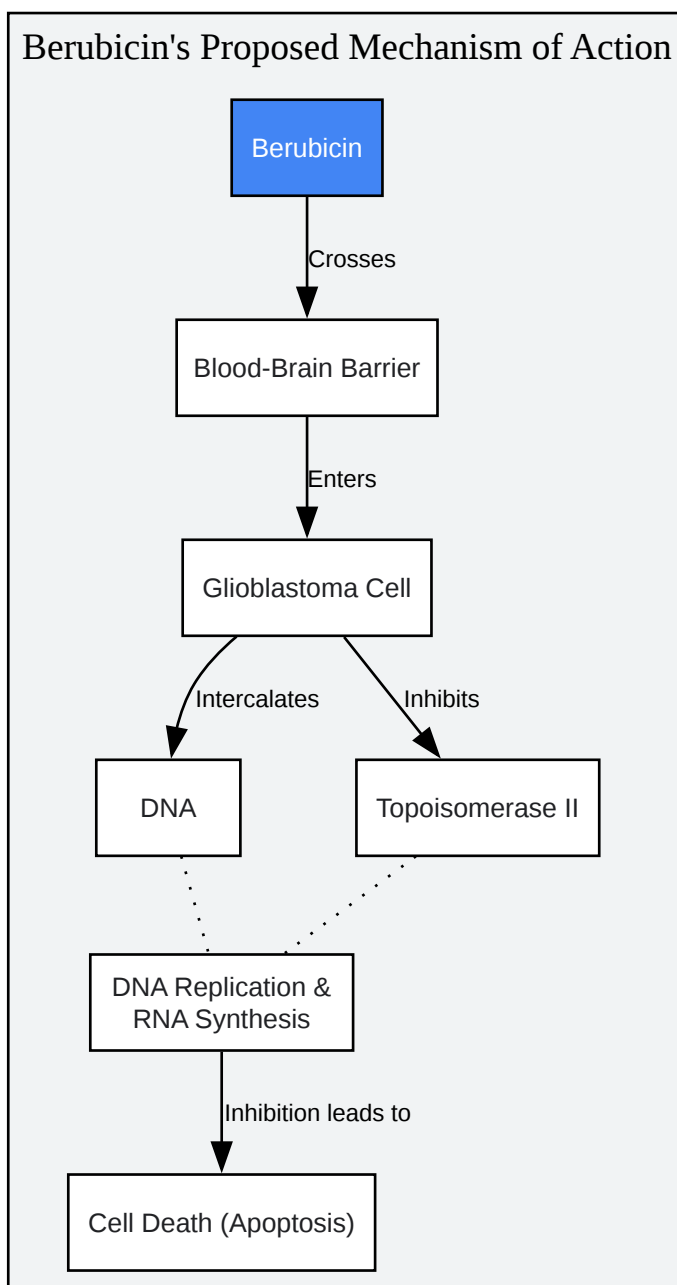 Berubicin's Proposed Mechanism of Action
Berubicin
Crosses
Blood-Brain Barrier
Enters
Glioblastoma Cell
Intercalates
Inhibits
DNA
Topoisomerase II
DNA Replication &
RNA Synthesis
Inhibition leads to
Cell Death (Apoptosis)